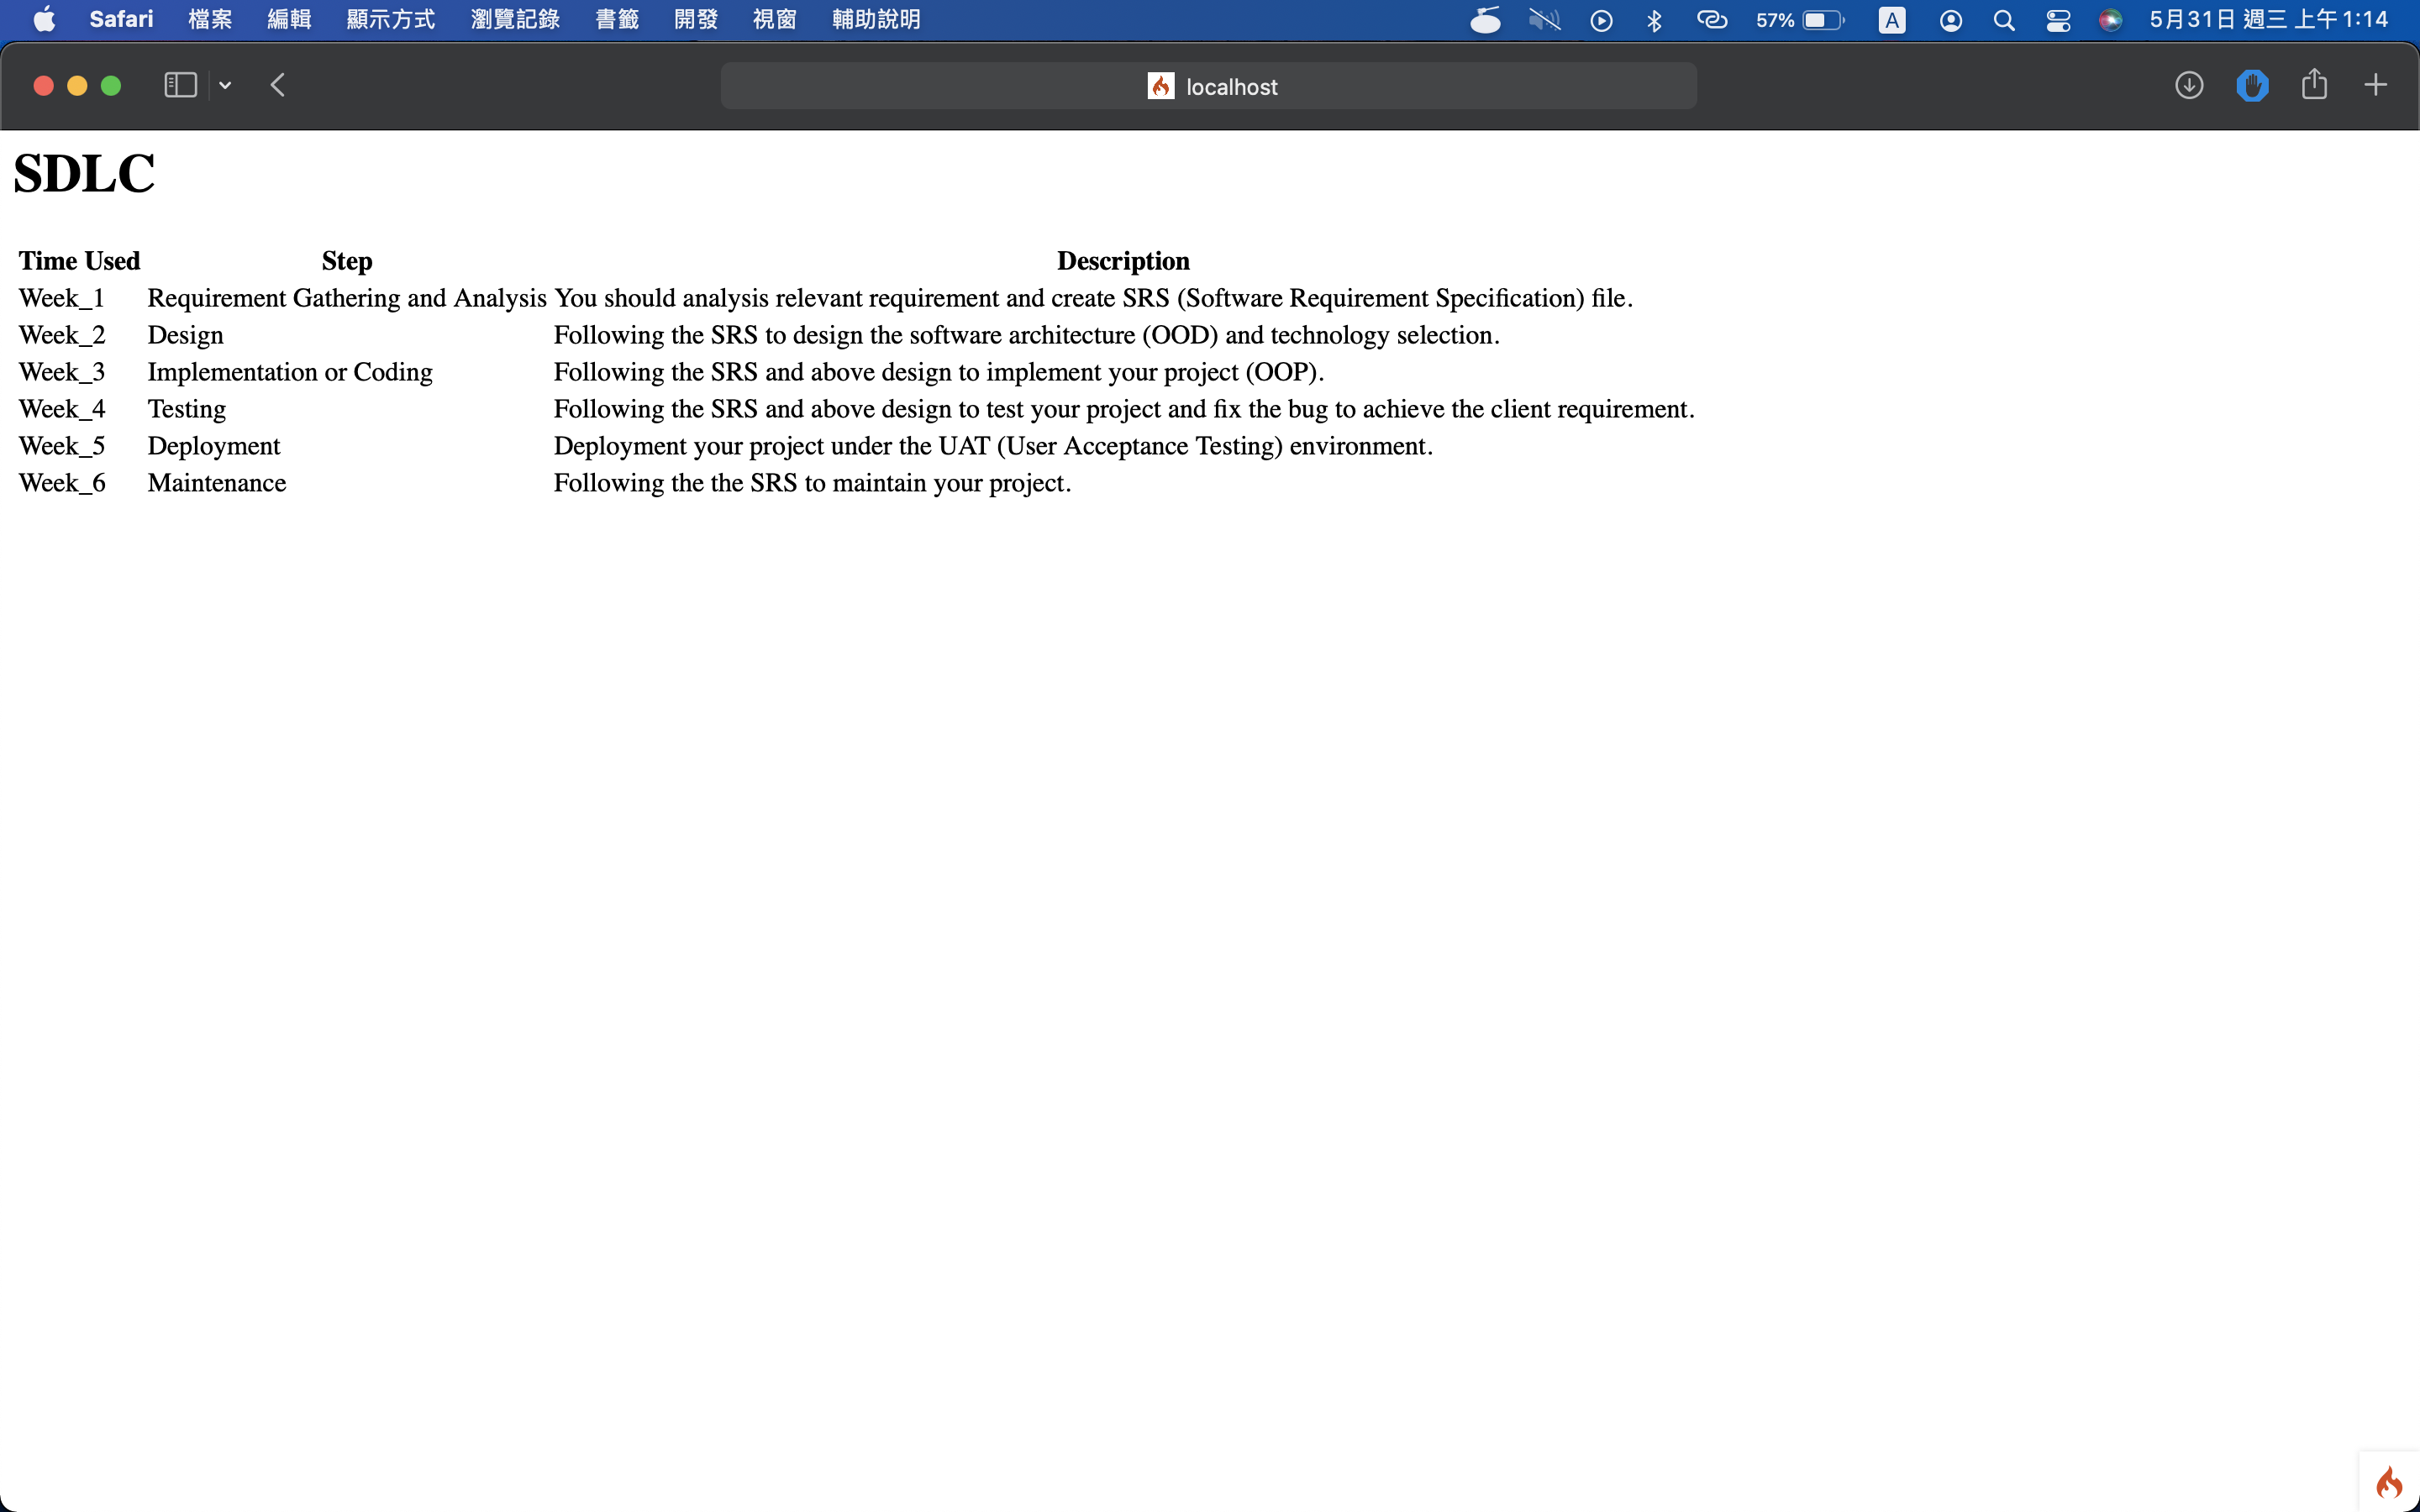 Safari 檔案 編輯 顯示方式 瀏覽記錄 書籤 開發 視窗 輔助說明 57% A 5月31日 週三 上午1:14
localhost
SDLC
Time Used Step Description
Week_1 Requirement Gathering and Analysis You should analysis relevant requirement and create SRS (Software Requirement Specification) file.
Week_2 Design Following the SRS to design the software architecture (OOD) and technology selection.
Week_3 Implementation or Coding Following the SRS and above design to implement your project (OOP).
Week_4 Testing Following the SRS and above design to test your project and fix the bug to achieve the client requirement.
Week_5 Deployment Deployment your project under the UAT (User Acceptance Testing) environment.
Week_6 Maintenance Following the the SRS to maintain your project.